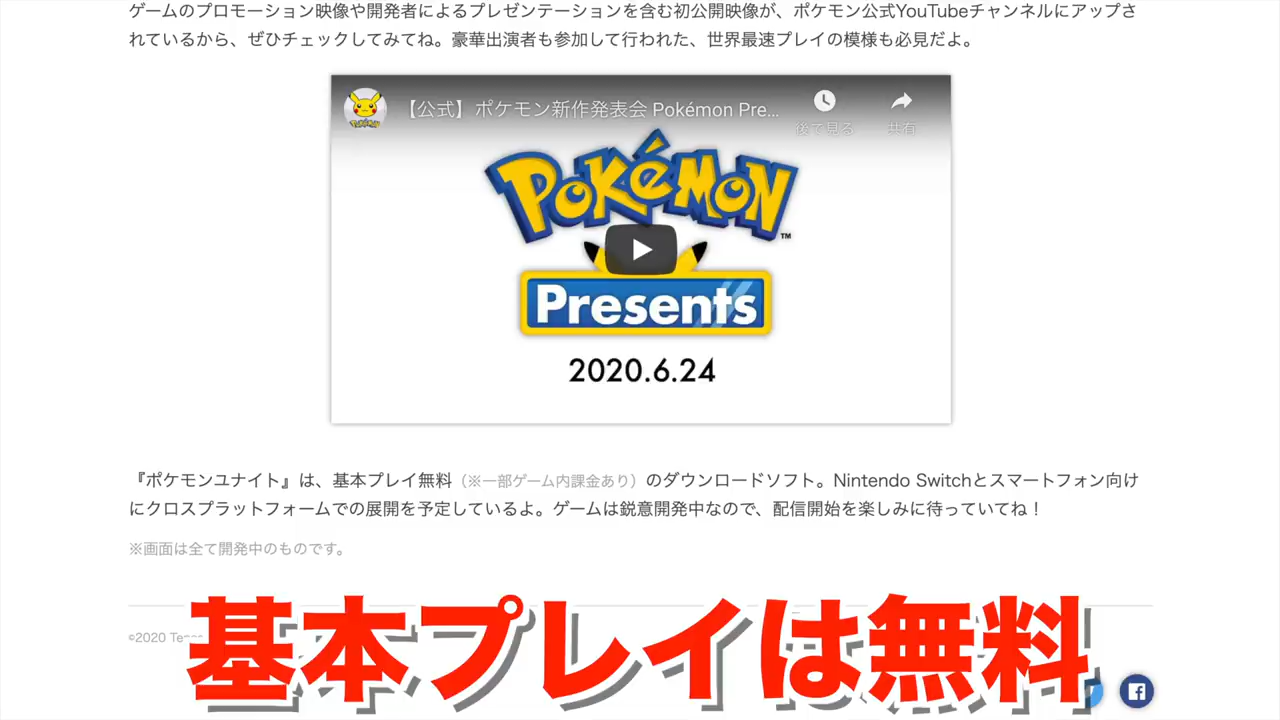 ゲームのプロモーション映像や開発者によるプレゼンテーションを含む初公開映像が、ポケモン公式YouTubeチャンネルにアップさ
れているから、ぜひチェックしてみてね。豪華出演者も参加して行われた、世界最速プレイの模様も必見だよ。
【公式】ポケモン新作発表会 Pokémon Pre...
後で見る
共有
POKÉMON
POKÉMON™
Presents
2020.6.24
『ポケモンユナイト』は、基本プレイ無料（※一部ゲーム内課金あり）のダウンロードソフト。Nintendo Switchとスマートフォン向け
にクロスプラットフォームでの展開を予定しているよ。ゲームは鋭意開発中なので、配信開始を楽しみに待っていてね！
※画面は全て開発中のものです。
©2020
基本プレイは無料